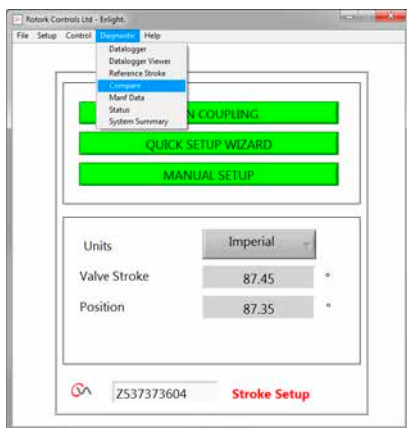 Rotork Controls Ltd - Enlight.
File Setup Control Diagnostic Help
Datalogger
Datalogger Viewer
Reference Stroke
Compare
Manf Data
Status
System Summary
N COUPLING
QUICK SETUP WIZARD
MANUAL SETUP
Units Imperial
Valve Stroke 87.45 °
Position 87.35 °
Z537373604 Stroke Setup